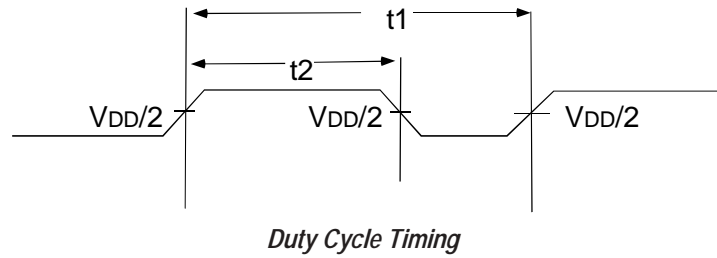 t1
t2
VDD/2
VDD/2
VDD/2
Duty Cycle Timing